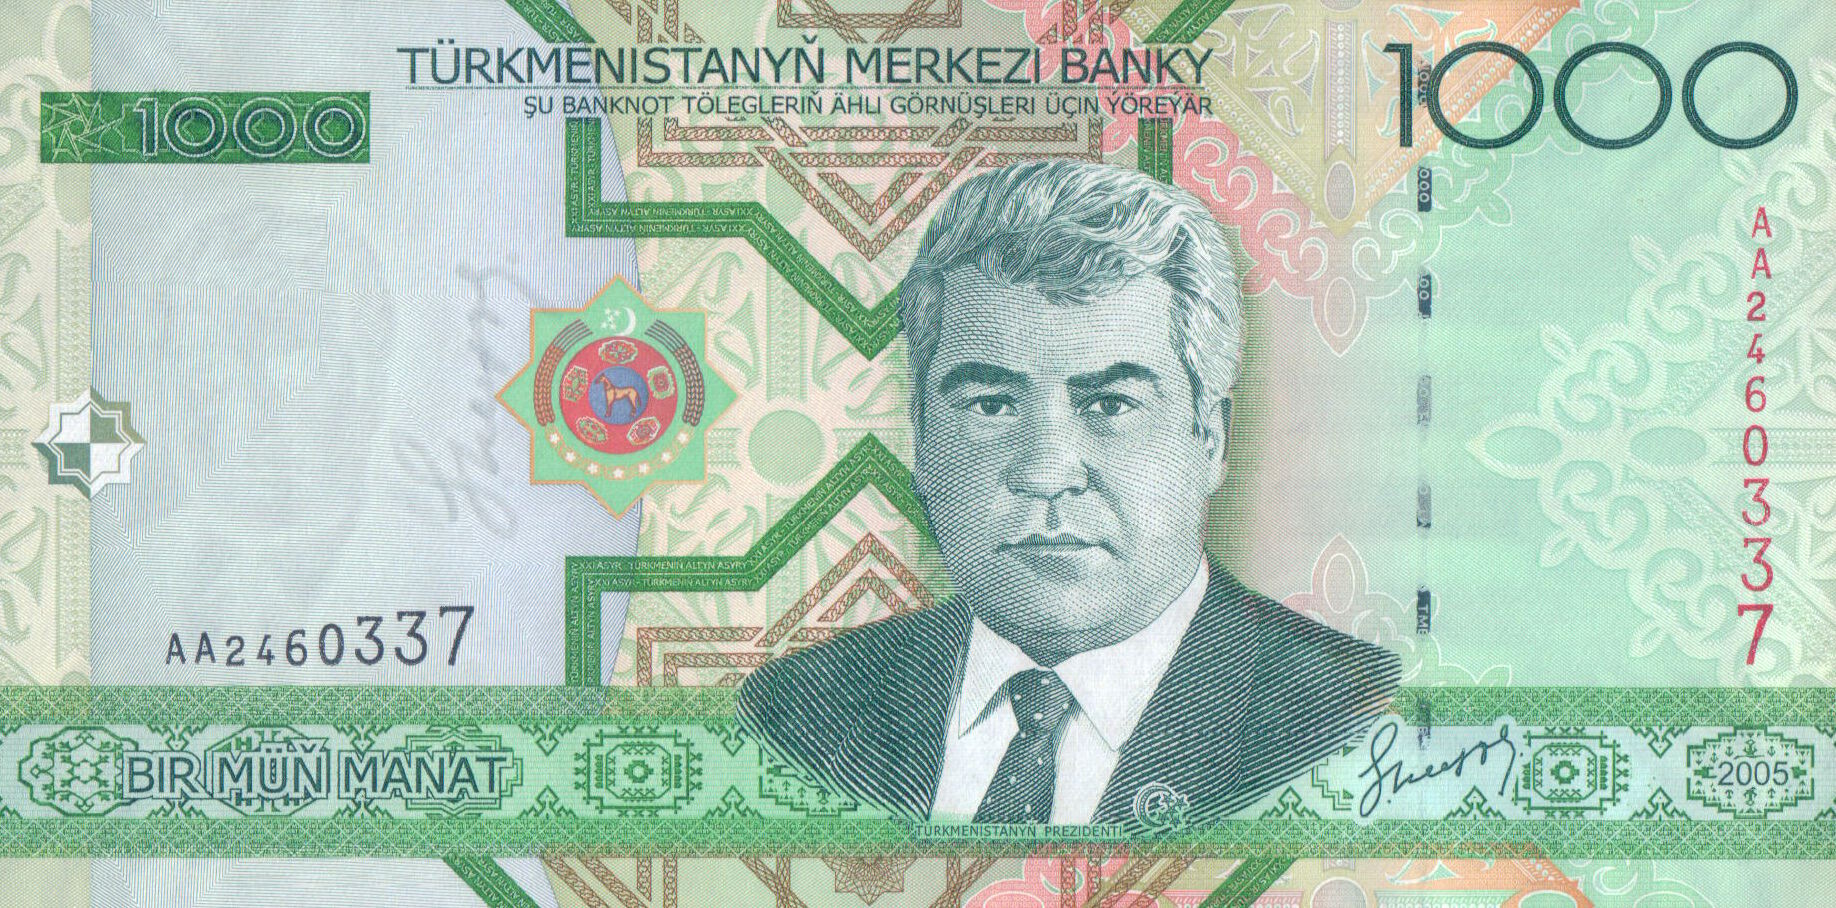 TÜRKMENISTANYŇ MERKEZI BANKY
ŞU BANKNOT TÖLEGLERIŇ ÄHLI GÖRNÜŞLERI ÜÇIN ÝÖREÝÄR
1000
1000
AA2460337
AA2460337
XXI ASYR - TÜRKMENIŇ ALTYN ASYRY
BIR MÜŇ MANAT
TÜRKMENISTANYŇ PREZIDENTI
2005